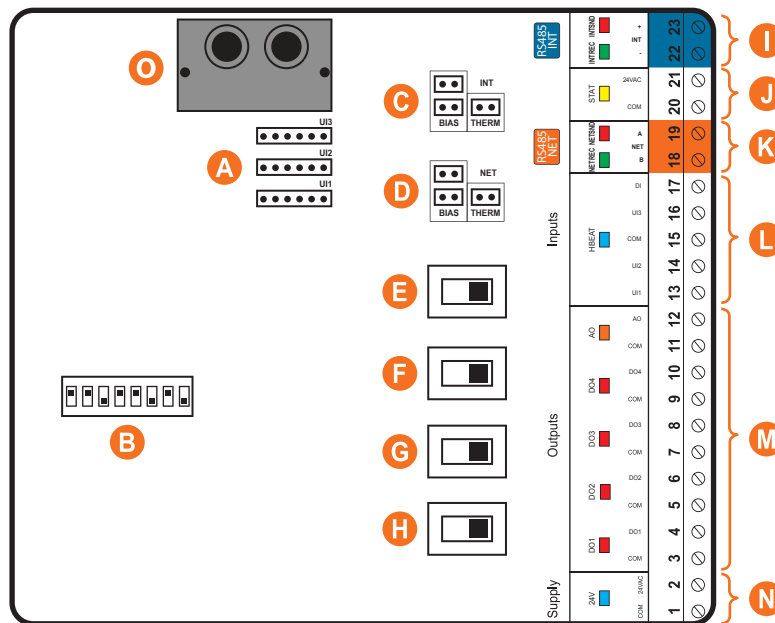 O
UI3
UI2
UI1
A
B
INT
C
BIAS THERM
NET
D
BIAS THERM
E
F
G
H
RS485
INT
RS485
NET
Inputs
Outputs
Supply
INTREC INTSND
STAT
NETREC NETSND
HBEAT
AO
DO4
DO3
DO2
DO1
24V
+ 23
INT
- 22
24VAC 21
COM 20
A 19
NET
B 18
DI 17
UI3 16
COM 15
UI2 14
UI1 13
AO 12
COM 11
DO4 10
COM 9
DO3 8
COM 7
DO2 6
COM 5
DO1 4
COM 3
24VAC 2
COM 1
I
J
K
L
M
N